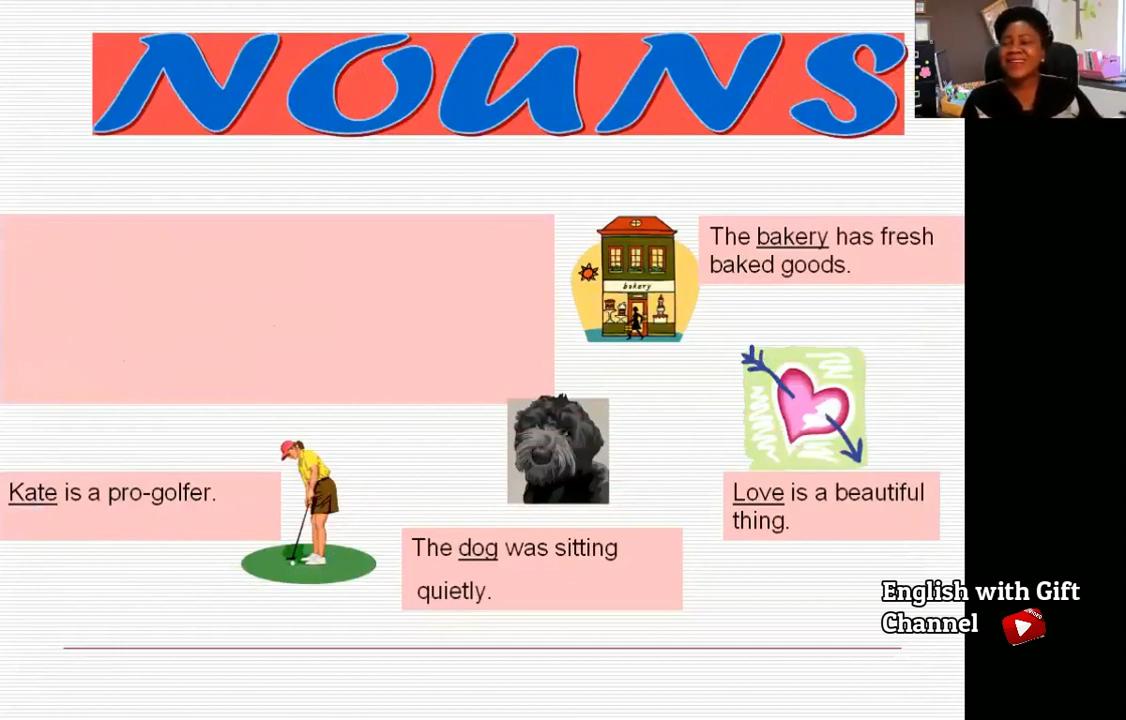 NOUNS
The bakery has fresh
baked goods.
bakery
Kate is a pro-golfer.
The dog was sitting
quietly.
Love is a beautiful
thing.
English with Gift
Channel